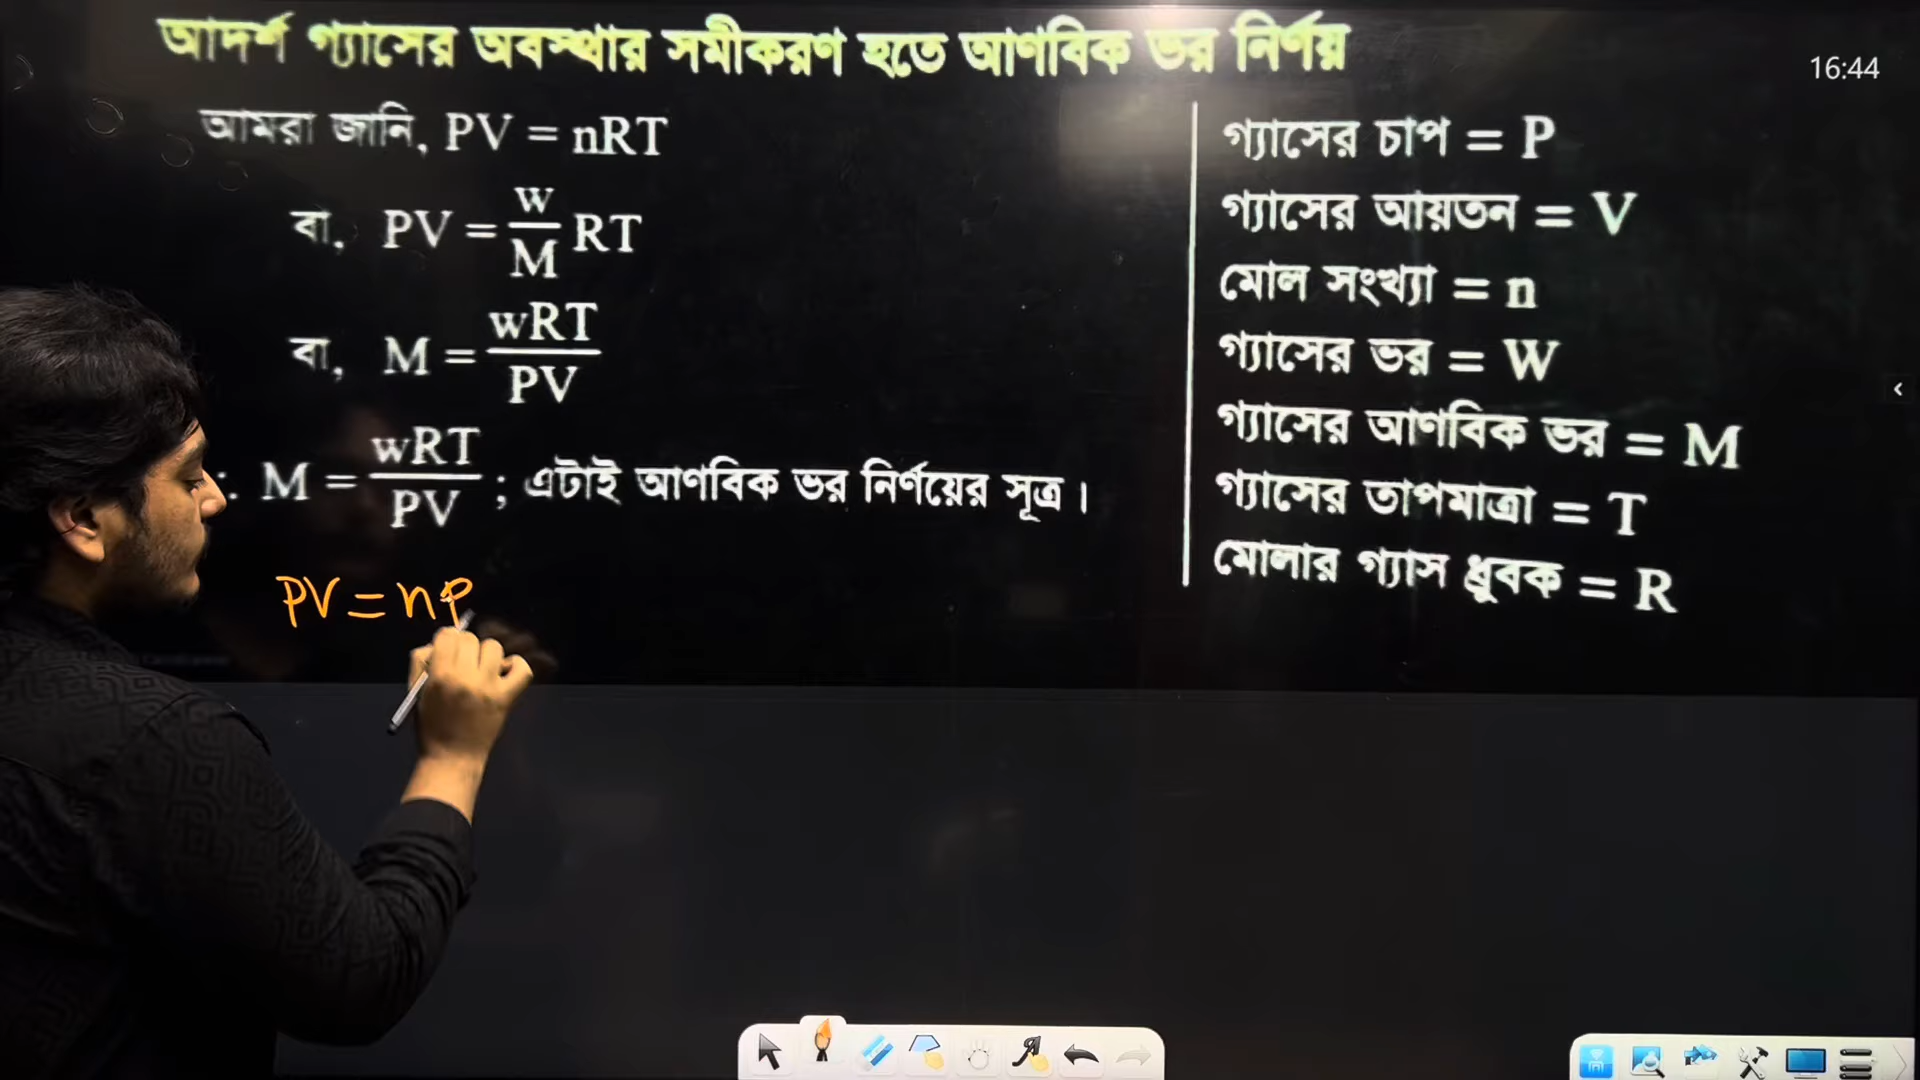 আদর্শ গ্যাসের অবস্থার সমীকরণ হতে আণবিক ভর নির্ণয়
16:44
আমরা জানি, PV = nRT
বা, PV = w/M RT
বা, M = wRT/PV
∴ M = wRT/PV ; এটাই আণবিক ভর নির্ণয়ের সূত্র।
PV = nR
গ্যাসের চাপ = P
গ্যাসের আয়তন = V
মোল সংখ্যা = n
গ্যাসের ভর = W
গ্যাসের আণবিক ভর = M
গ্যাসের তাপমাত্রা = T
মোলার গ্যাস ধ্রুবক = R